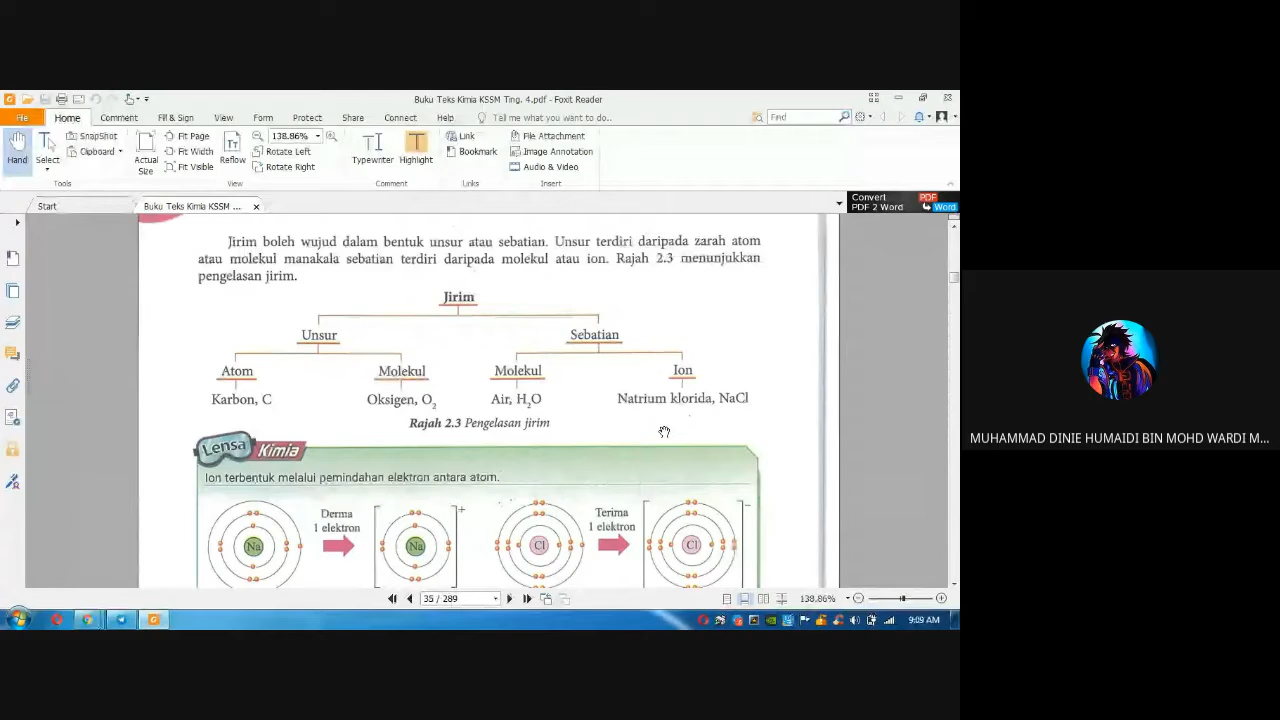 Buku Teks Kimia KSSM Ting. 4.pdf - Foxit Reader
File Home Comment Fill & Sign View Form Protect Share Connect Help Tell me what you want to do.. Find
Hand
Select
SnapShot
Clipboard
Actual Size
Fit Page
Fit Width
Fit Visible
Reflow
138.86%
Rotate Left
Rotate Right
Typewriter
Highlight
Link
Bookmark
File Attachment
Image Annotation
Audio & Video
Tools View Comment Links Insert
Start Buku Teks Kimia KSSM ...
Convert PDF
PDF 2 Word Word
Jirim boleh wujud dalam bentuk unsur atau sebatian. Unsur terdiri daripada zarah atom
atau molekul manakala sebatian terdiri daripada molekul atau ion. Rajah 2.3 menunjukkan
pengelasan jirim.
Jirim
Unsur Sebatian
Atom Molekul Molekul Ion
Karbon, C Oksigen, O₂ Air, H₂O Natrium klorida, NaCl
Rajah 2.3 Pengelasan jirim
Lensa Kimia
Ion terbentuk melalui pemindahan elektron antara atom.
Derma
1 elektron
Terima
1 elektron
Na Na + Cl Cl −
35 / 289
138.86%
9:09 AM
MUHAMMAD DINIE HUMAIDI BIN MOHD WARDI M...